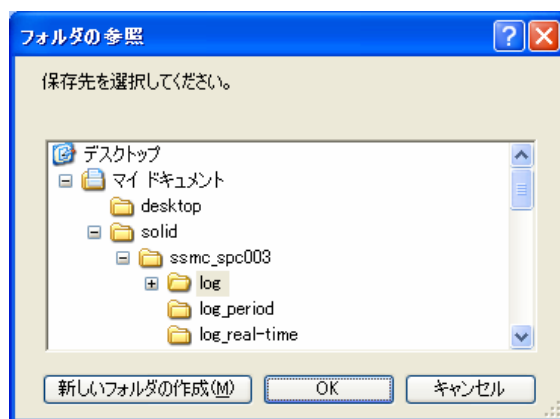 フォルダの参照
保存先を選択してください。
デスクトップ
マイ ドキュメント
desktop
solid
ssmc_spc003
log
log_period
log_real-time
新しいフォルダの作成(M) OK キャンセル